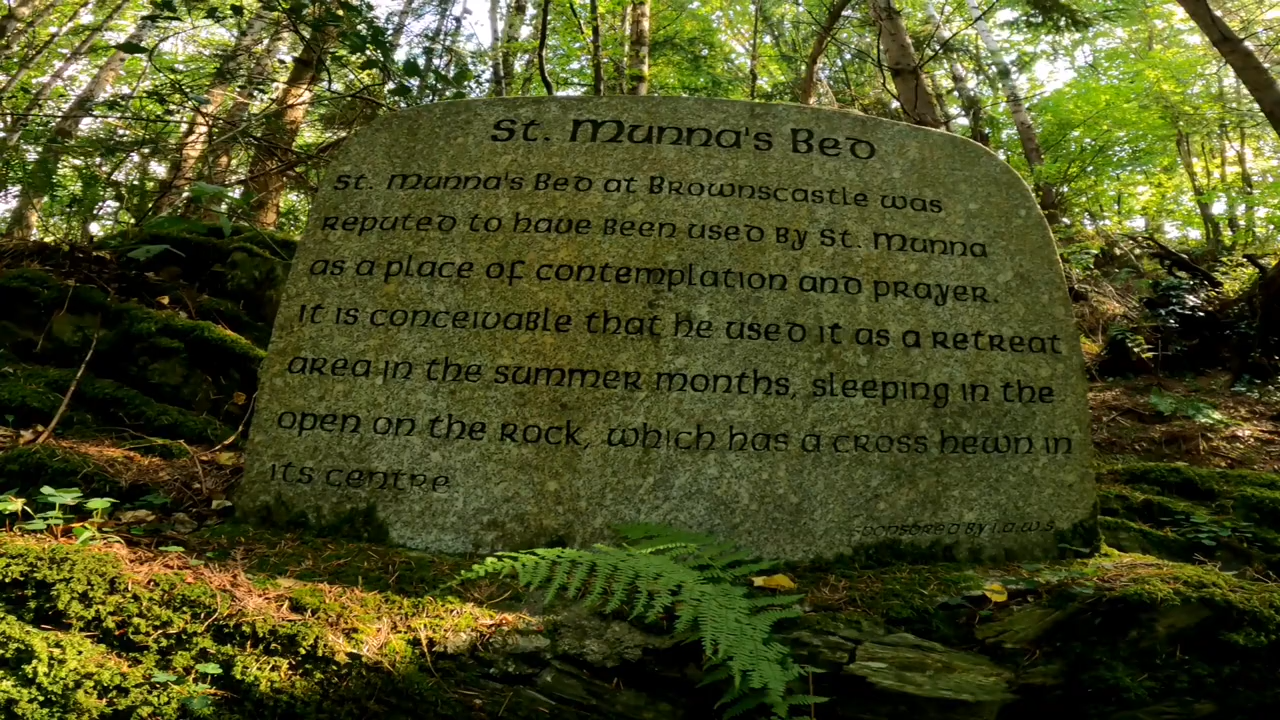 St. Munna's Bed
St. Munna's Bed at Brownscastle was
reputed to have been used by St. Munna
as a place of contemplation and prayer.
It is conceivable that he used it as a retreat
area in the summer months, sleeping in the
open on the rock, which has a cross hewn in
its centre
Sponsored by I.A.W.S.